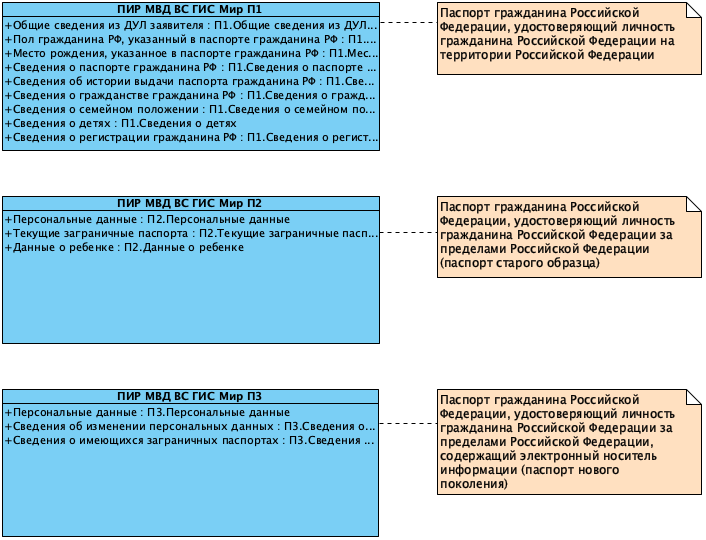 ПИР МВД ВС ГИС Мир П1
+Общие сведения из ДУЛ заявителя : П1.Общие сведения из ДУЛ...
+Пол гражданина РФ, указанный в паспорте гражданина РФ : П1....
+Место рождения, указанное в паспорте гражданина РФ : П1.Мес...
+Сведения о паспорте гражданина РФ : П1.Сведения о паспорте ...
+Сведения об истории выдачи паспорта гражданина РФ : П1.Све...
+Сведения о гражданстве гражданина РФ : П1.Сведения о гражд...
+Сведения о семейном положении : П1.Сведения о семейном по...
+Сведения о детях : П1.Сведения о детях
+Сведения о регистрации гражданина РФ : П1.Сведения о регист...
Паспорт гражданина Российской
Федерации, удостоверяющий личность
гражданина Российской Федерации на
территории Российской Федерации
ПИР МВД ВС ГИС Мир П2
+Персональные данные : П2.Персональные данные
+Текущие заграничные паспорта : П2.Текущие заграничные пасп...
+Данные о ребенке : П2.Данные о ребенке
Паспорт гражданина Российской
Федерации, удостоверяющий личность
гражданина Российской Федерации за
пределами Российской Федерации
(паспорт старого образца)
ПИР МВД ВС ГИС Мир П3
+Персональные данные : П3.Персональные данные
+Сведения об изменении персональных данных : П3.Сведения о...
+Сведения о имеющихся заграничных паспортах : П3.Сведения ...
Паспорт гражданина Российской
Федерации, удостоверяющий личность
гражданина Российской Федерации за
пределами Российской Федерации,
содержащий электронный носитель
информации (паспорт нового
поколения)